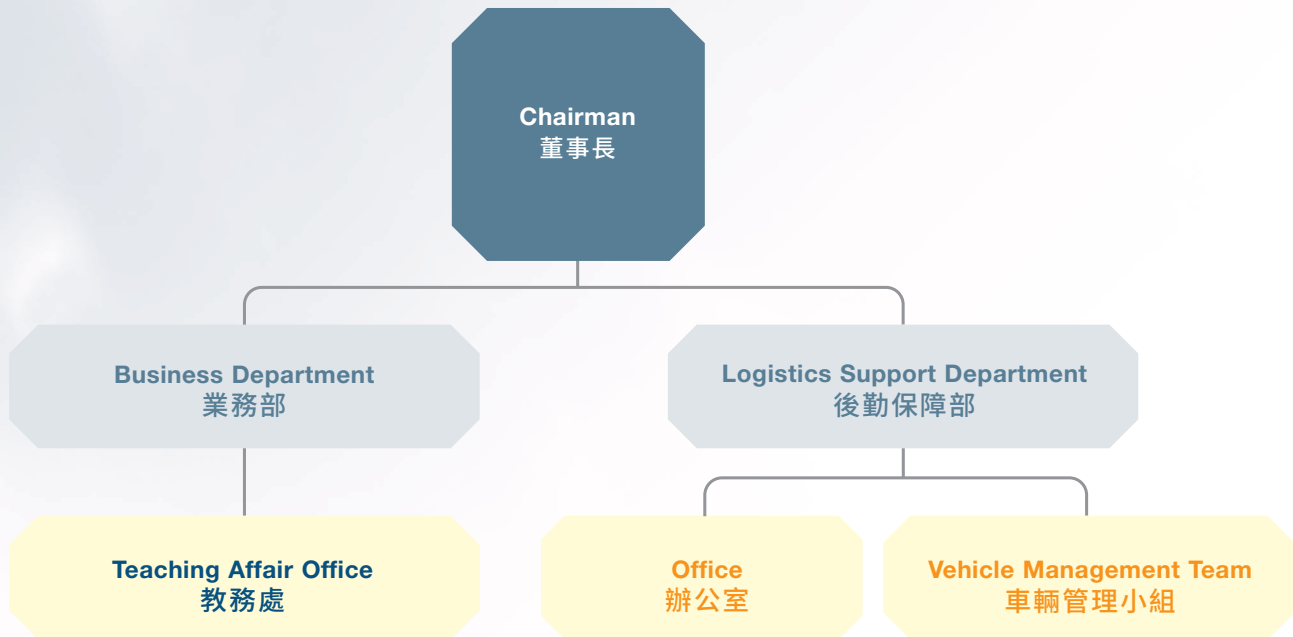 Chairman
董事長
Business Department
業務部
Logistics Support Department
後勤保障部
Teaching Affair Office
教務處
Office
辦公室
Vehicle Management Team
車輛管理小組